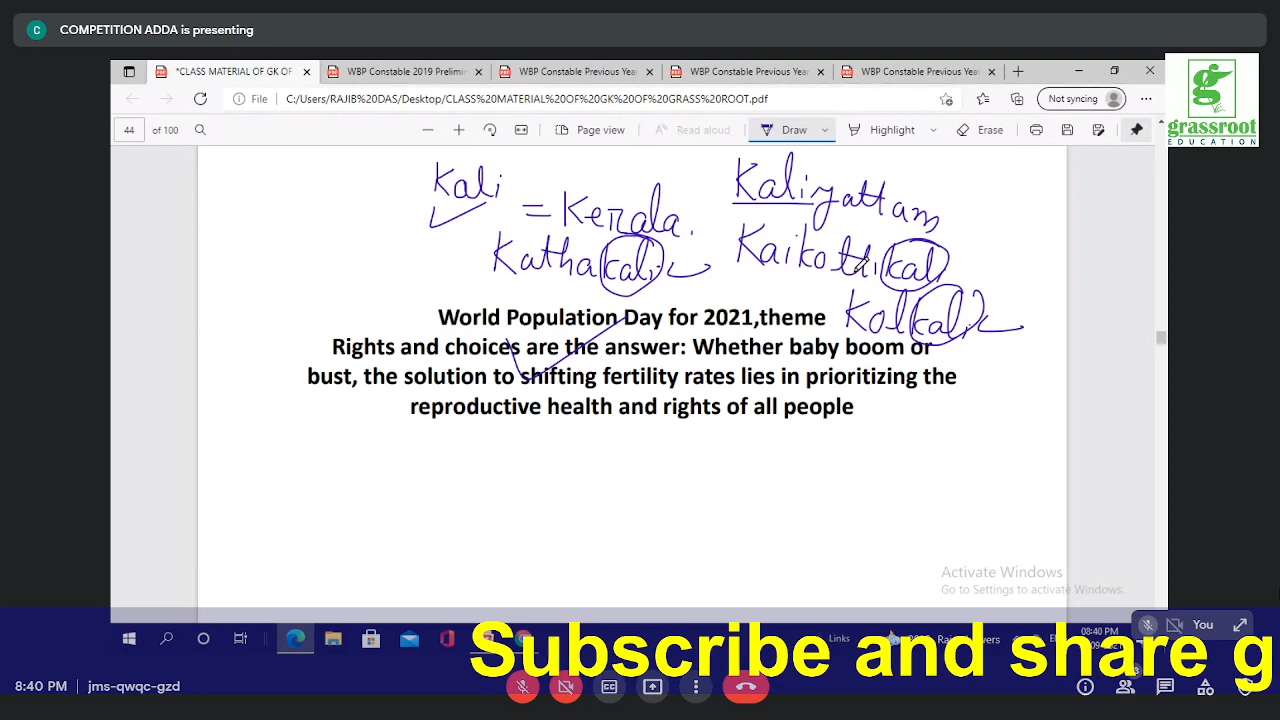 C COMPETITION ADDA is presenting
*CLASS MATERIAL OF GK OF
WBP Constable 2019 Prelimin
WBP Constable Previous Year
WBP Constable Previous Year
WBP Constable Previous Year
File C:/Users/RAJIB%20DAS/Desktop/CLASS%20MATERIAL%20OF%20GK%20OF%20GRASS%20ROOT.pdf Not syncing
grassroot
EDUCATION
44 of 100 Page view Read aloud Draw Highlight Erase
Kali Kaliyattam
= Kerala.
Kathakali Kaikottikali
Kolkali
World Population Day for 2021,theme
Rights and choices are the answer: Whether baby boom or
bust, the solution to shifting fertility rates lies in prioritizing the
reproductive health and rights of all people
Activate Windows
Go to Settings to activate Windows.
Links 08:40 PM You
Subscribe and share g
8:40 PM jms-qwqc-gzd